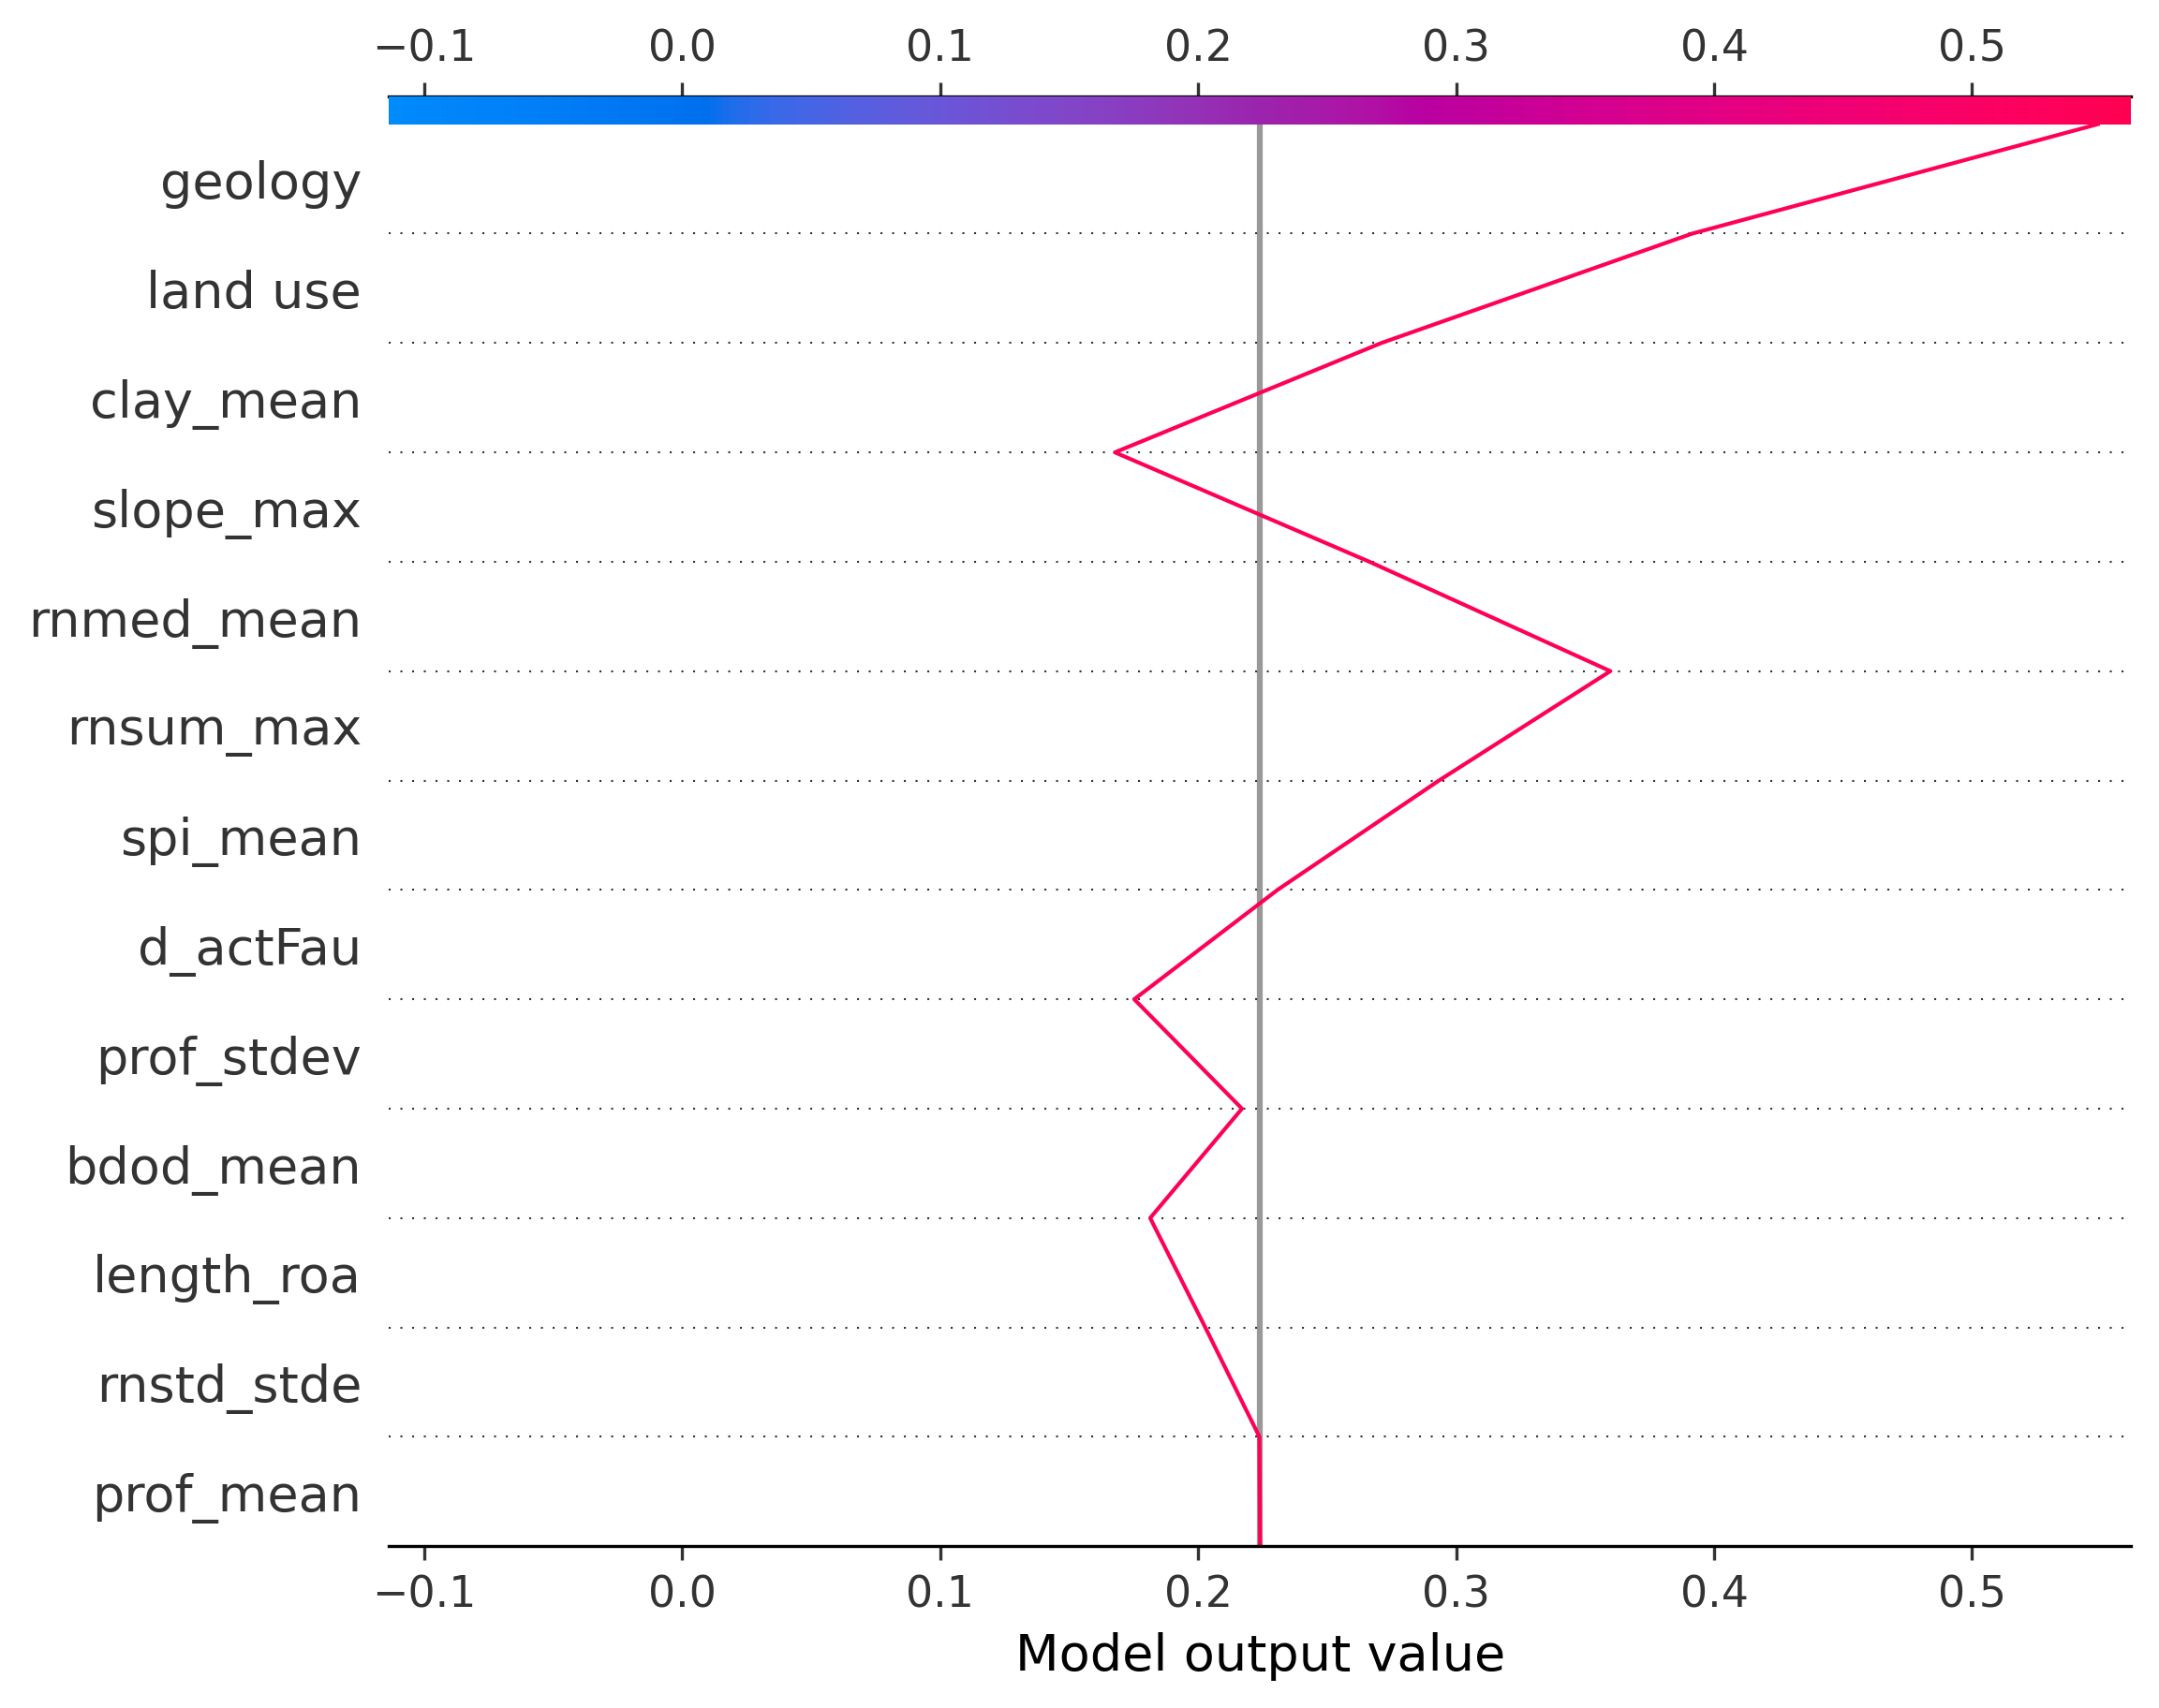 −0.1 0.0 0.1 0.2 0.3 0.4 0.5
geology
land use
clay_mean
slope_max
rnmed_mean
rnsum_max
spi_mean
d_actFau
prof_stdev
bdod_mean
length_roa
rnstd_stde
prof_mean
−0.1 0.0 0.1 0.2 0.3 0.4 0.5
Model output value